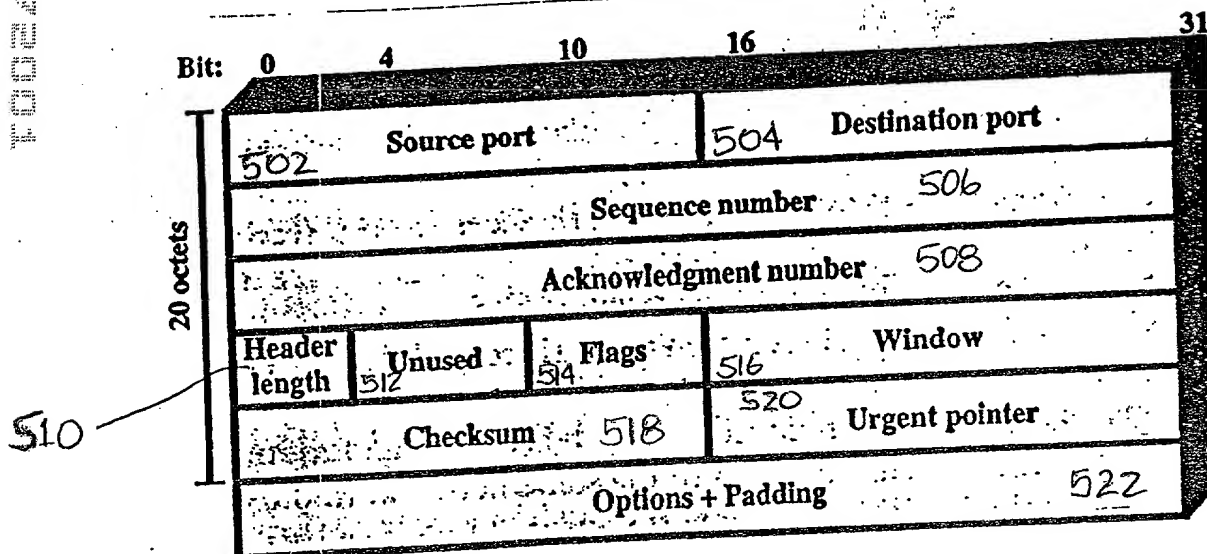 Bit: 0 4 10 16 31
Source port 502
504 Destination port
Sequence number 506
Acknowledgment number 508
20 octets
Header length
Unused 512
Flags 514
516 Window
510
Checksum 518
520 Urgent pointer
Options + Padding 522